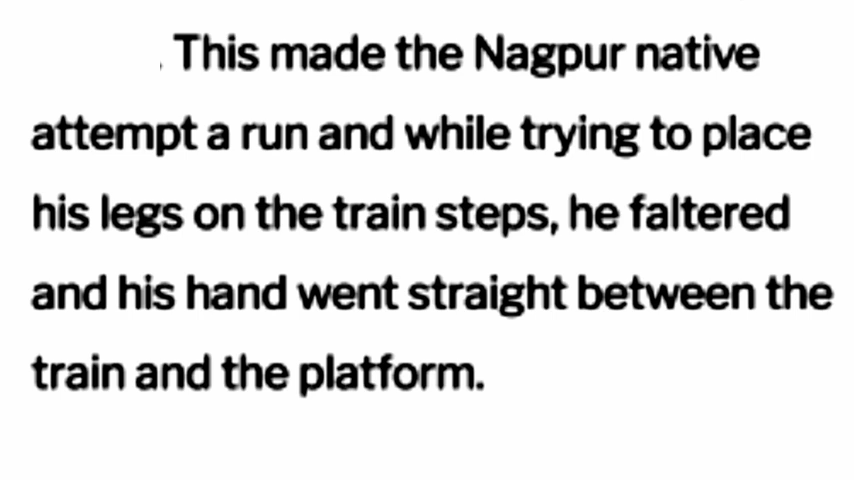 . This made the Nagpur native
attempt a run and while trying to place
his legs on the train steps, he faltered
and his hand went straight between the
train and the platform.